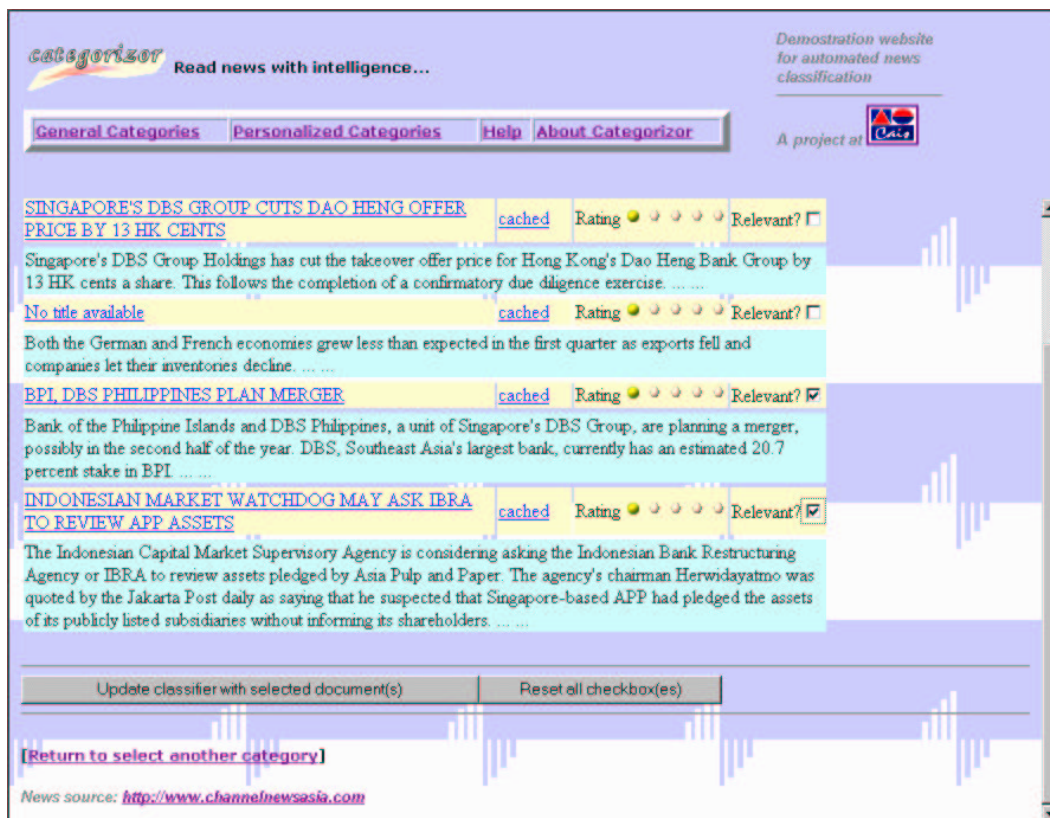 categorizor
Read news with intelligence...
Demostration website
for automated news
classification
A project at Cais
General Categories Personalized Categories Help About Categorizor
SINGAPORE'S DBS GROUP CUTS DAO HENG OFFER
PRICE BY 13 HK CENTS
cached Rating Relevant?
Singapore's DBS Group Holdings has cut the takeover offer price for Hong Kong's Dao Heng Bank Group by
13 HK cents a share. This follows the completion of a confirmatory due diligence exercise. ... ...
No title available cached Rating Relevant?
Both the German and French economies grew less than expected in the first quarter as exports fell and
companies let their inventories decline. ... ...
BPI, DBS PHILIPPINES PLAN MERGER cached Rating Relevant?
Bank of the Philippine Islands and DBS Philippines, a unit of Singapore's DBS Group, are planning a merger,
possibly in the second half of the year. DBS, Southeast Asia's largest bank, currently has an estimated 20.7
percent stake in BPI. ... ...
INDONESIAN MARKET WATCHDOG MAY ASK IBRA
TO REVIEW APP ASSETS
cached Rating Relevant?
The Indonesian Capital Market Supervisory Agency is considering asking the Indonesian Bank Restructuring
Agency or IBRA to review assets pledged by Asia Pulp and Paper. The agency's chairman Herwidayatmo was
quoted by the Jakarta Post daily as saying that he suspected that Singapore-based APP had pledged the assets
of its publicly listed subsidiaries without informing its shareholders. ... ...
Update classifier with selected document(s) Reset all checkbox(es)
[Return to select another category]
News source: http://www.channelnewsasia.com